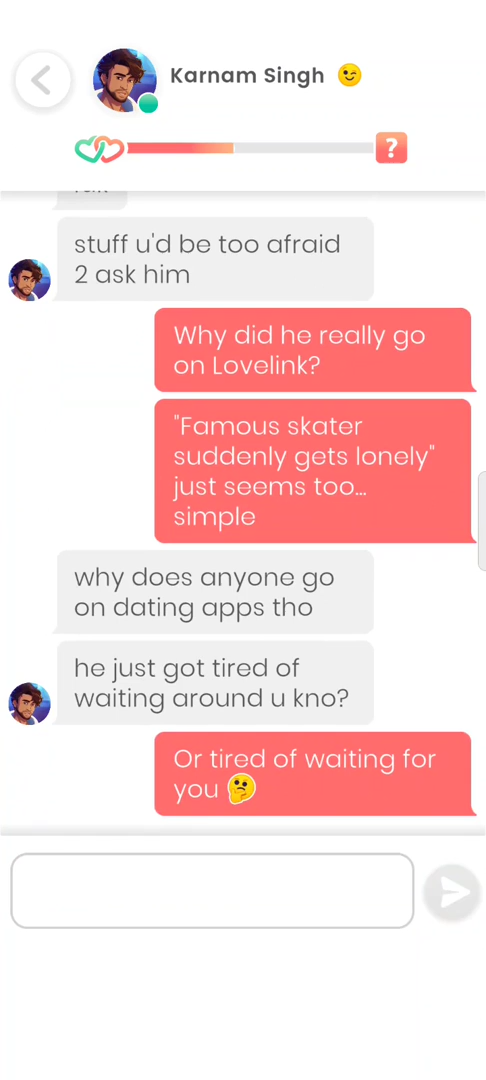 Karnam Singh 😉
?
stuff u'd be too afraid
2 ask him
Why did he really go
on Lovelink?
"Famous skater
suddenly gets lonely"
just seems too...
simple
why does anyone go
on dating apps tho
he just got tired of
waiting around u kno?
Or tired of waiting for
you 🤔